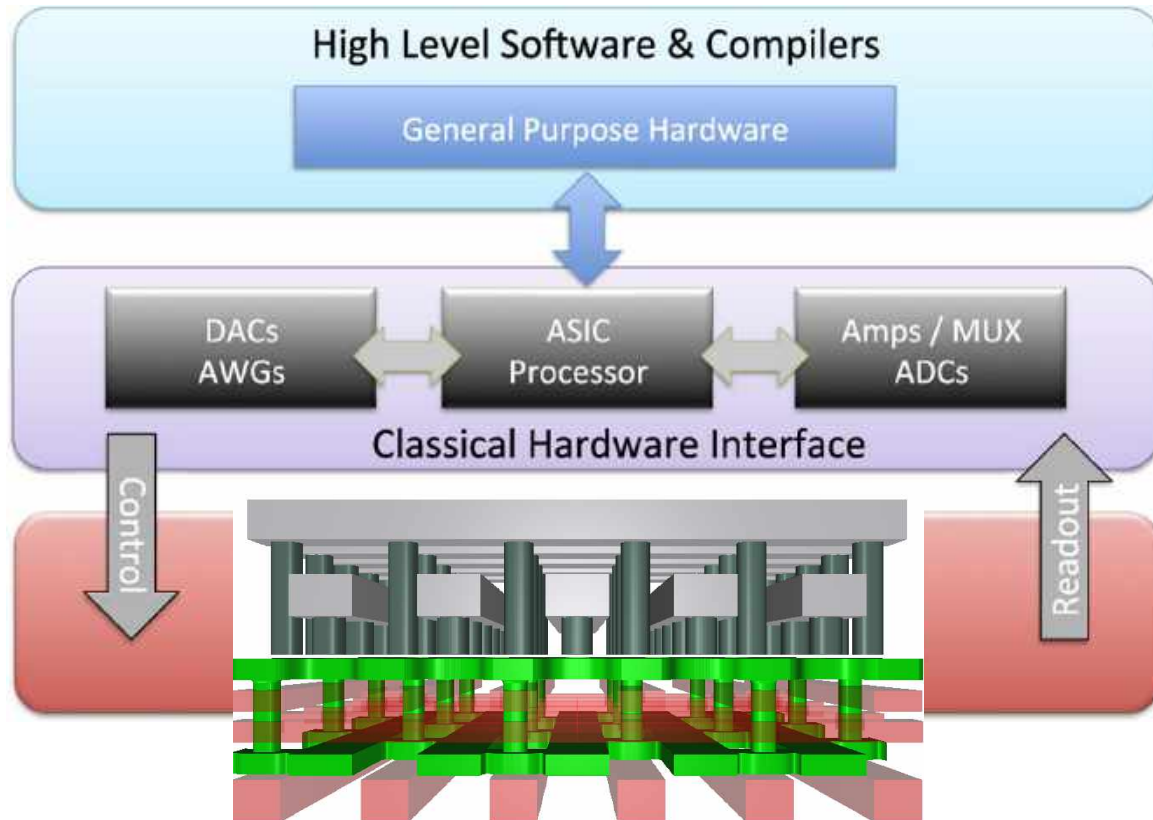 High Level Software & Compilers
General Purpose Hardware
DACs
AWGs
ASIC
Processor
Amps / MUX
ADCs
Classical Hardware Interface
Control
Readout